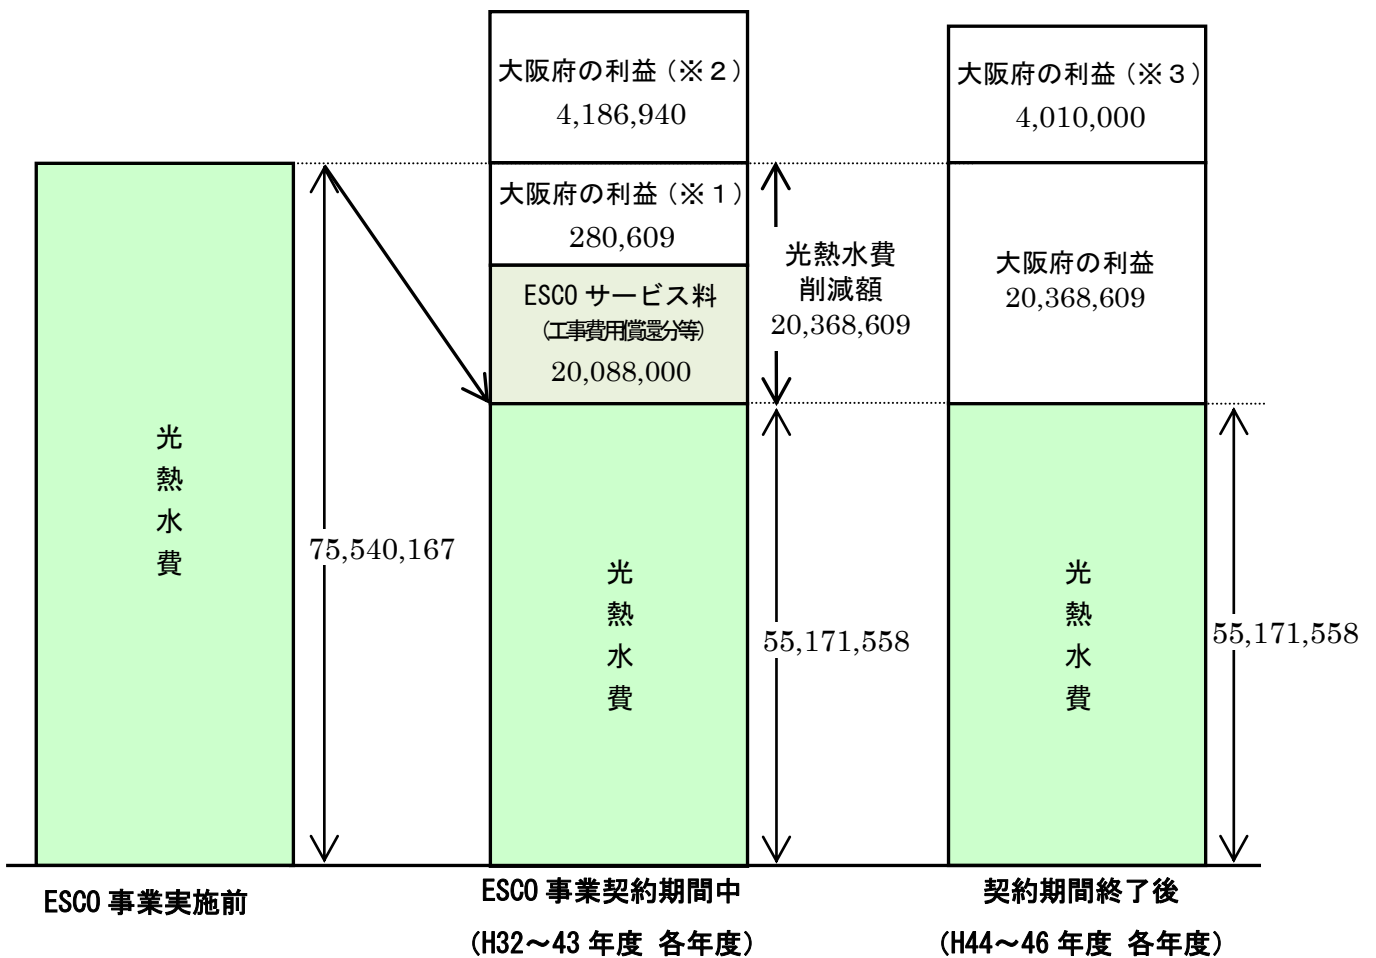 光
熱
水
費
75,540,167
ESCO 事業実施前
大阪府の利益（※２）
4,186,940
大阪府の利益（※１）
280,609
ESCO サービス料
（工事費用償還分等）
20,088,000
光
熱
水
費
光熱水費
削減額
20,368,609
55,171,558
ESCO 事業契約期間中
（H32～43 年度 各年度）
大阪府の利益（※３）
4,010,000
大阪府の利益
20,368,609
光
熱
水
費
55,171,558
契約期間終了後
（H44～46 年度 各年度）